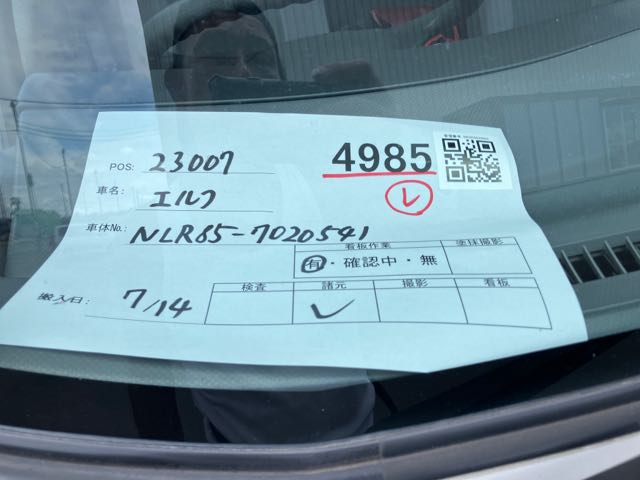 POS: 23007
4985
レ
車名: エルフ
車体No.: NLR85-7020541
看板作業 塗抹撮影
有・確認中・無
搬入日: 7/14
検査 諸元 撮影 看板
✓